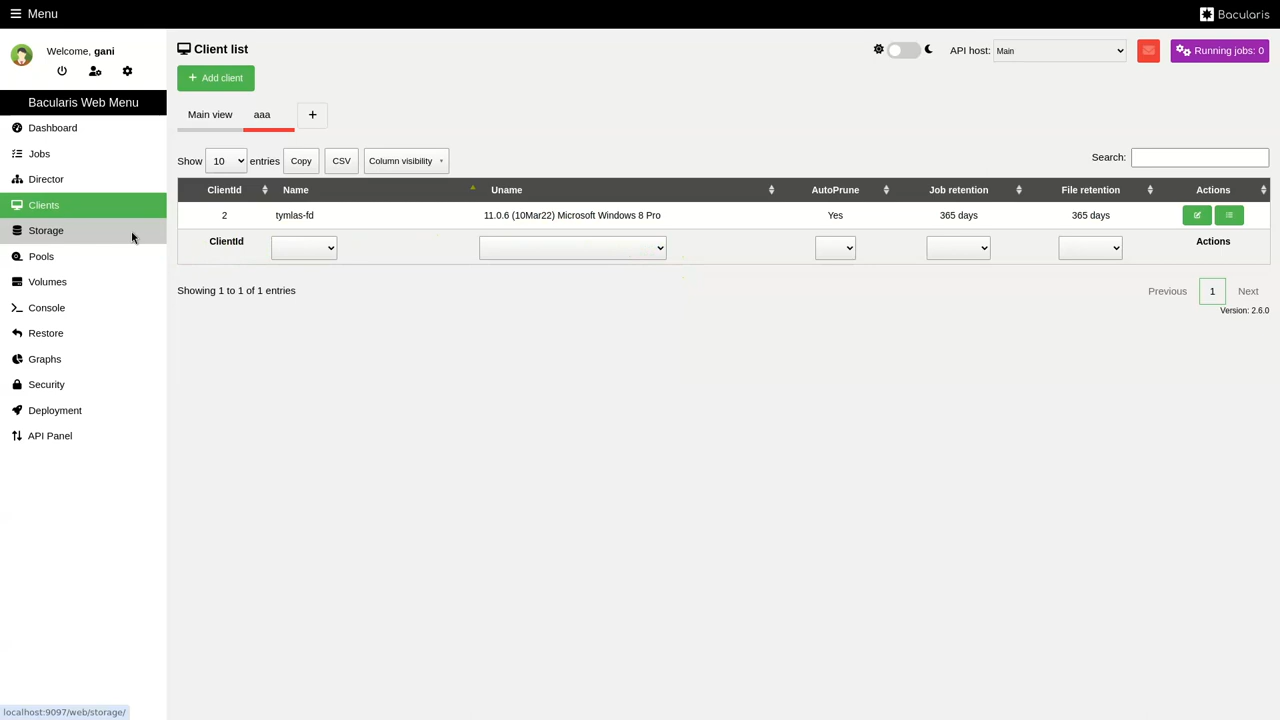 Menu
Bacularis
Welcome, gani
Bacularis Web Menu
Dashboard
Jobs
Director
Clients
Storage
Pools
Volumes
Console
Restore
Graphs
Security
Deployment
API Panel
Client list
API host: Main
Running jobs: 0
+ Add client
Main view aaa +
Show 10 entries Copy CSV Column visibility
Search:
ClientId Name Uname AutoPrune Job retention File retention Actions
2 tymlas-fd 11.0.6 (10Mar22) Microsoft Windows 8 Pro Yes 365 days 365 days
ClientId Actions
Showing 1 to 1 of 1 entries
Previous 1 Next
Version: 2.6.0
localhost:9097/web/storage/